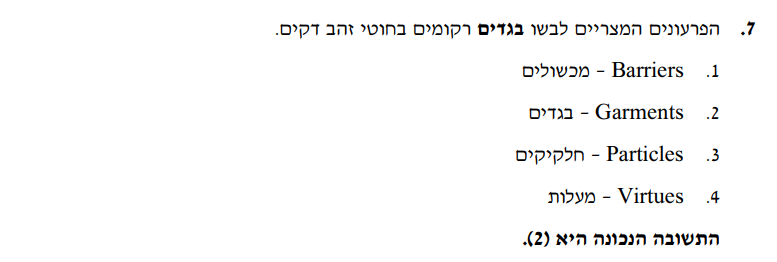 7. הפרעונים המצריים לבשו בגדים רקומים בחוטי זהב דקים.
1. Barriers – מכשולים
2. Garments – בגדים
3. Particles – חלקיקים
4. Virtues – מעלות
התשובה הנכונה היא (2).